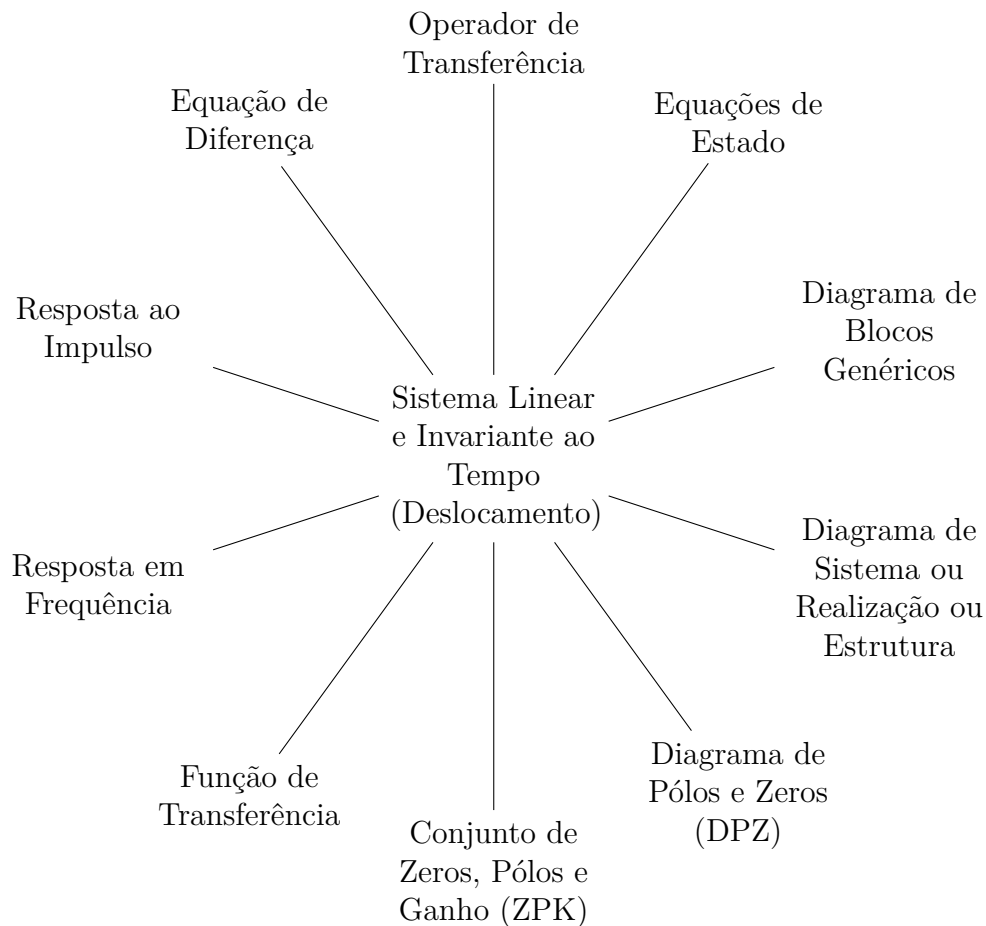 Operador de
Transferência
Equação de
Diferença
Equações de
Estado
Resposta ao
Impulso
Diagrama de
Blocos
Genéricos
Sistema Linear
e Invariante ao
Tempo
(Deslocamento)
Resposta em
Frequência
Diagrama de
Sistema ou
Realização ou
Estrutura
Função de
Transferência
Conjunto de
Zeros, Pólos e
Ganho (ZPK)
Diagrama de
Pólos e Zeros
(DPZ)